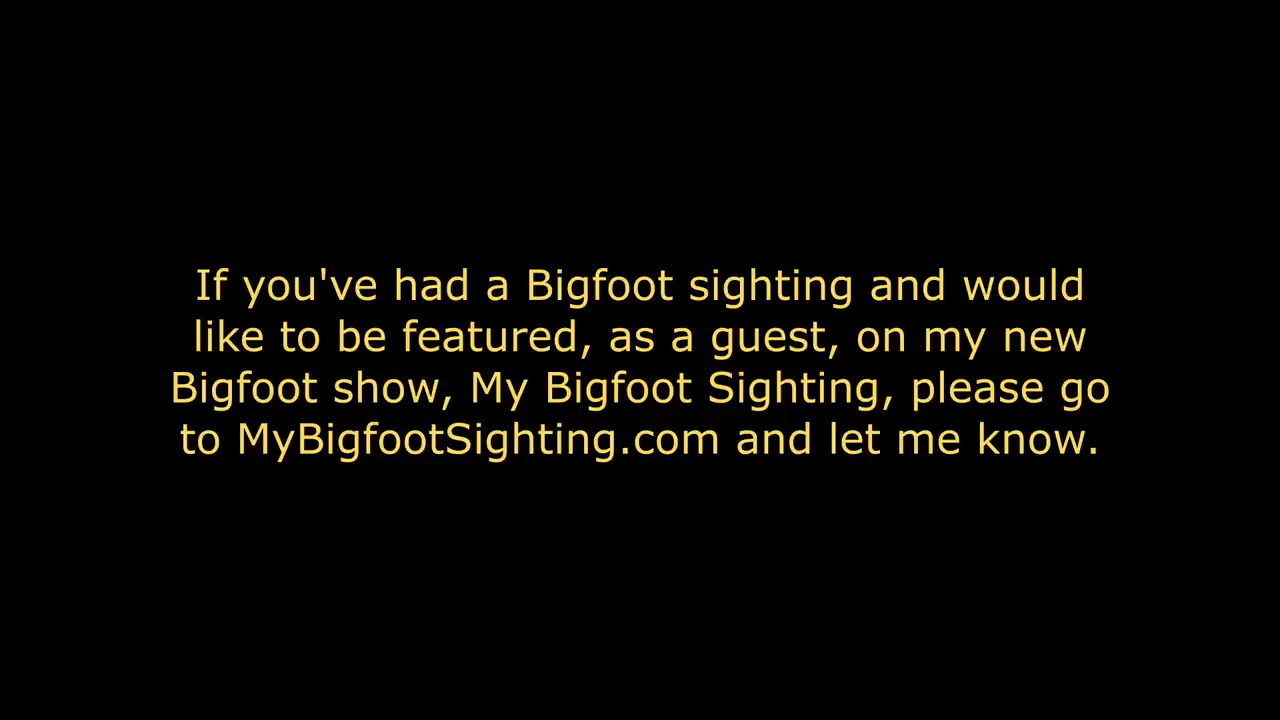 If you've had a Bigfoot sighting and would
like to be featured, as a guest, on my new
Bigfoot show, My Bigfoot Sighting, please go
to MyBigfootSighting.com and let me know.